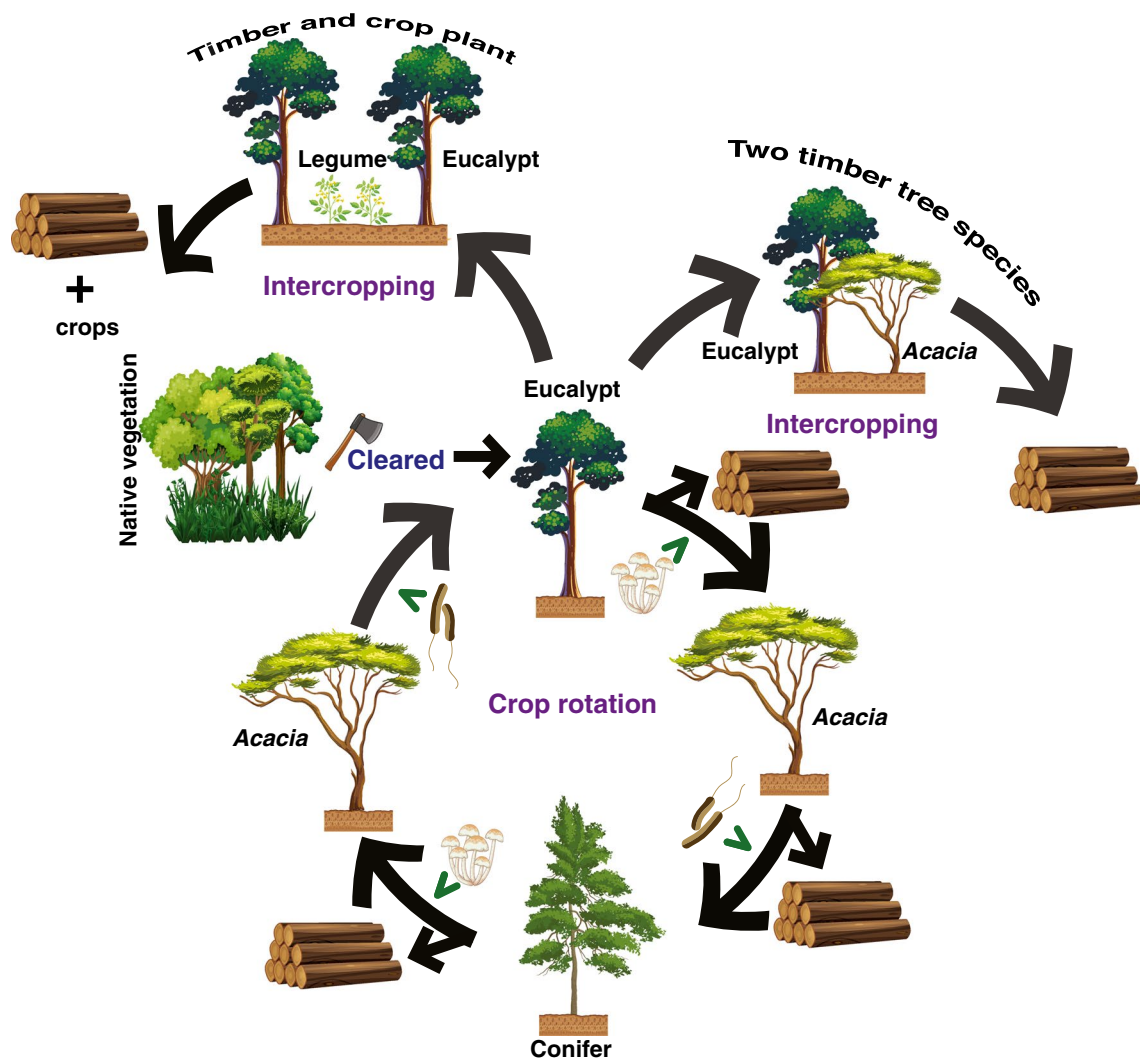 Timber and crop plant
Legume
Eucalypt
Two timber tree species
Intercropping
+
crops
Eucalypt
Acacia
Native vegetation
Eucalypt
Intercropping
Cleared
Crop rotation
Acacia
Acacia
Conifer